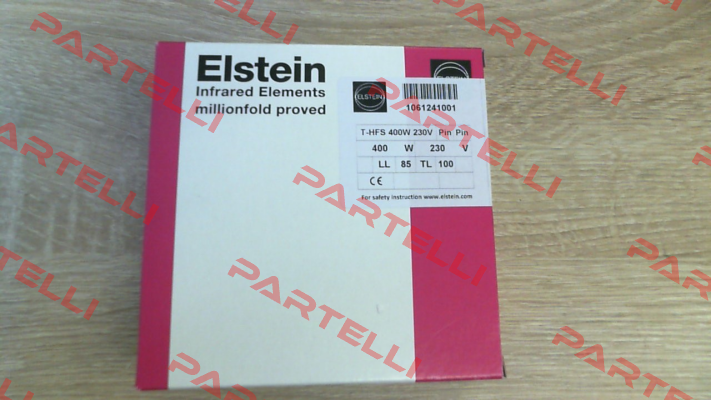 Elstein
Infrared Elements
millionfold proved
ELSTEIN
ELSTEIN
1061241001
T-HFS 400W 230V Pin Pin
400 W 230 V
LL 85 TL 100
CE
For safety instruction www.elstein.com
PARTELLI
PARTELLI
PARTELLI
PARTELLI
PARTELLI
PARTELLI
PARTELLI
PARTELLI